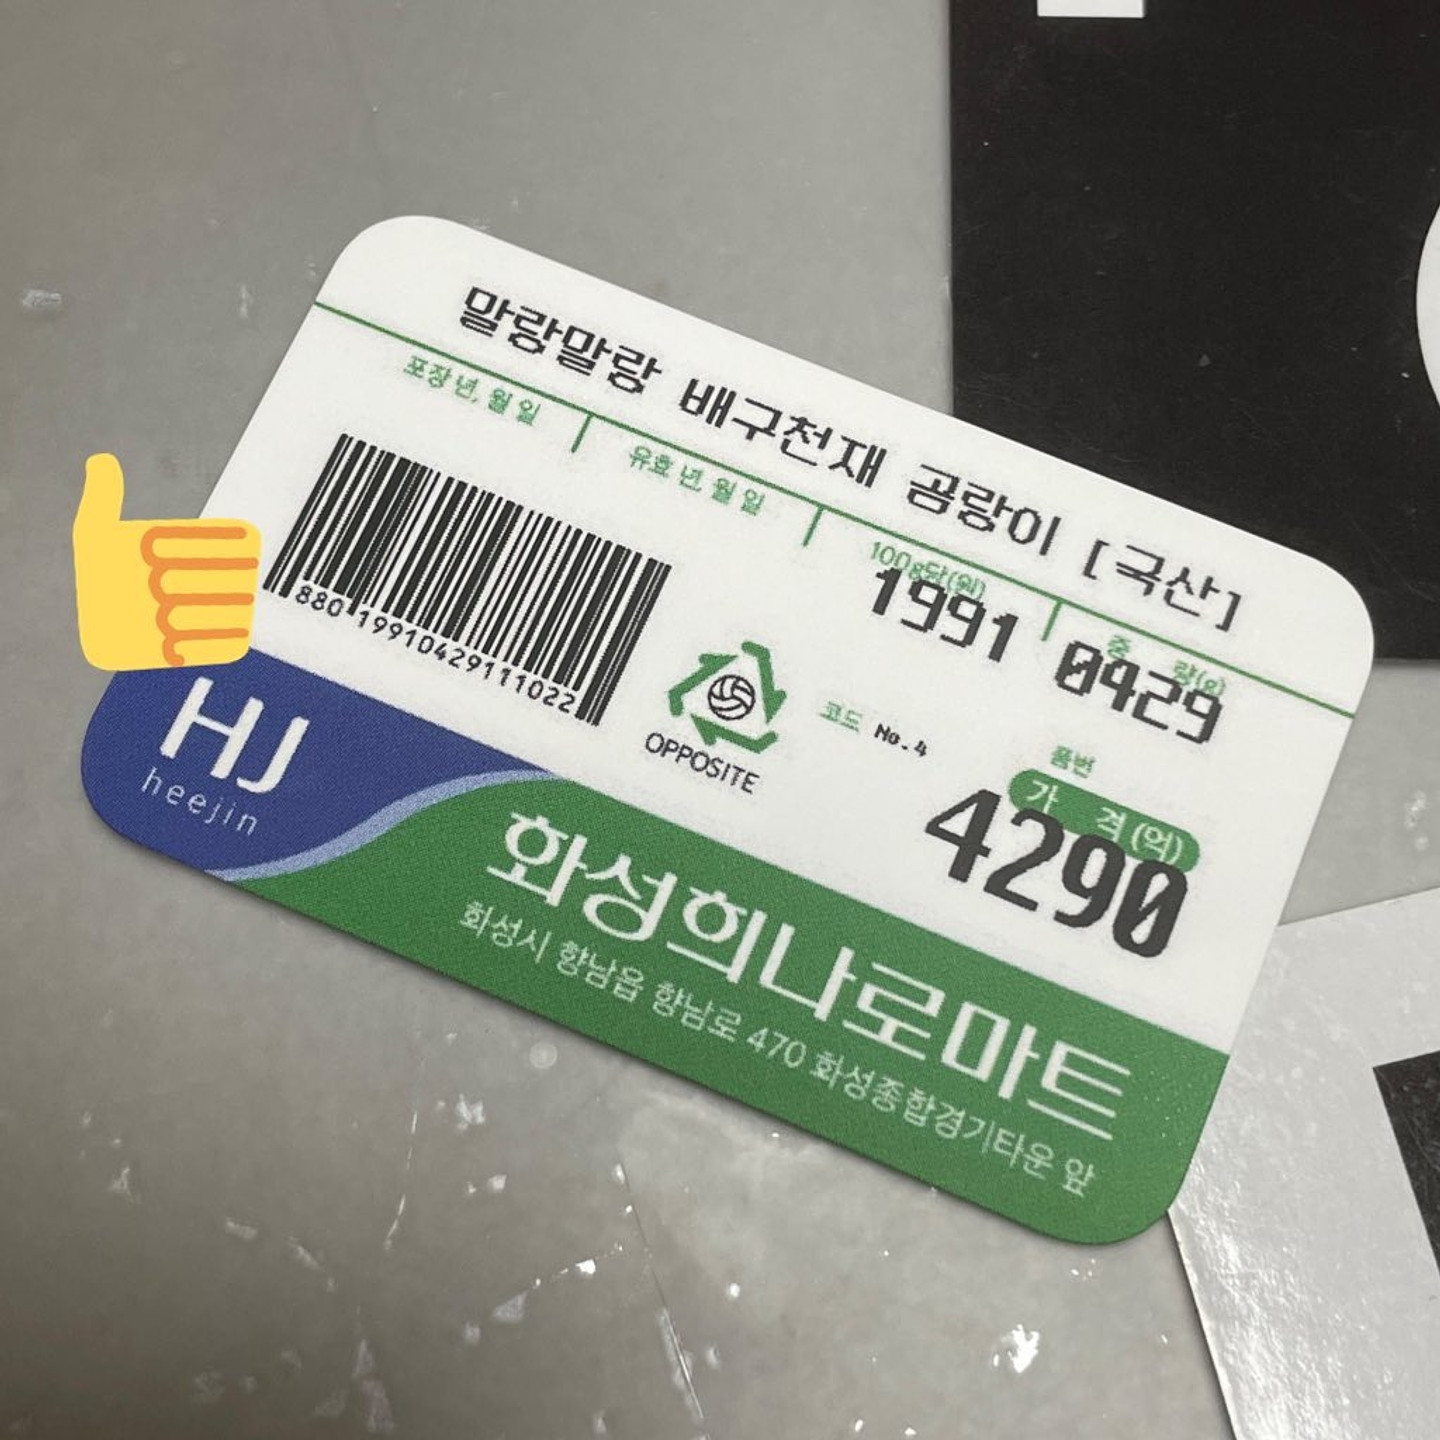 말랑말랑 배구천재 곰랑이 [국산]
포장 년, 월 일
유효 년, 월 일
100g당(원)
1991
중 량(g)
0429
880 19910429111022
OPPOSITE
코드 No.4
품번
가 격(억)
4290
HJ
heejin
화성희나로마트
화성시 향남읍 향남로 470 화성종합경기타운 앞